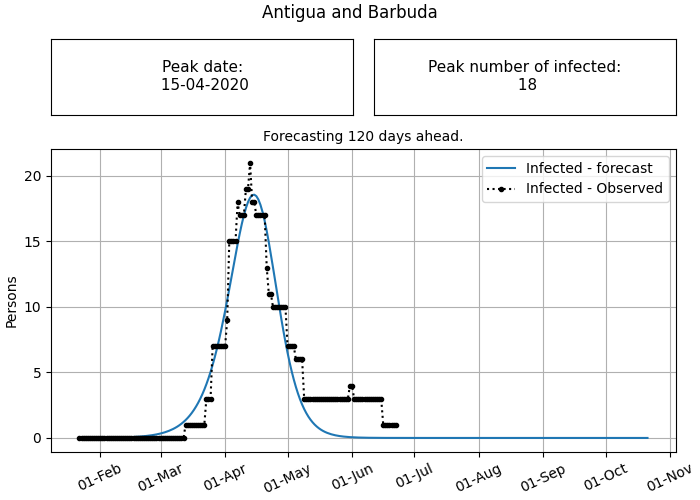 Antigua and Barbuda
Peak date:
15-04-2020
Peak number of infected:
18
Forecasting 120 days ahead.
Infected - forecast
Infected - Observed
Persons
20
15
10
5
0
01-Feb
01-Mar
01-Apr
01-May
01-Jun
01-Jul
01-Aug
01-Sep
01-Oct
01-Nov